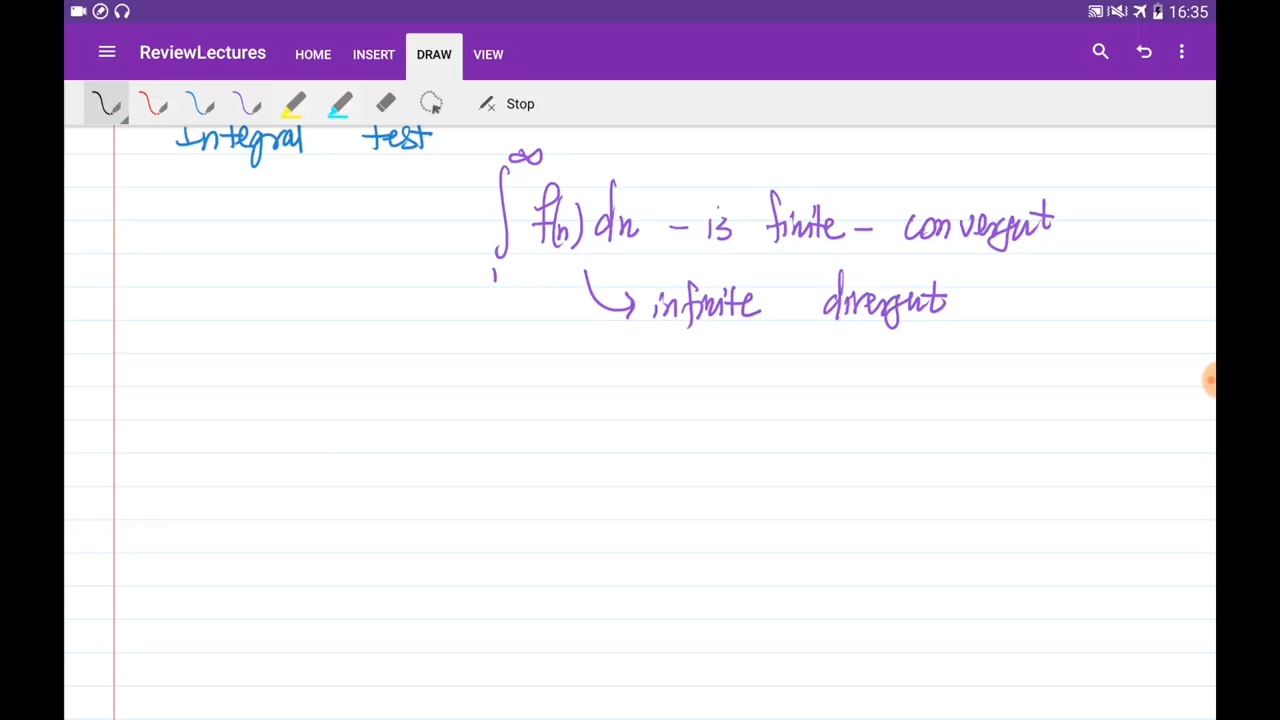 16:35
ReviewLectures HOME INSERT DRAW VIEW
Stop
Integral test
∫₁^∞ f(n) dn - is finite - convergent
↳ infinite divergent